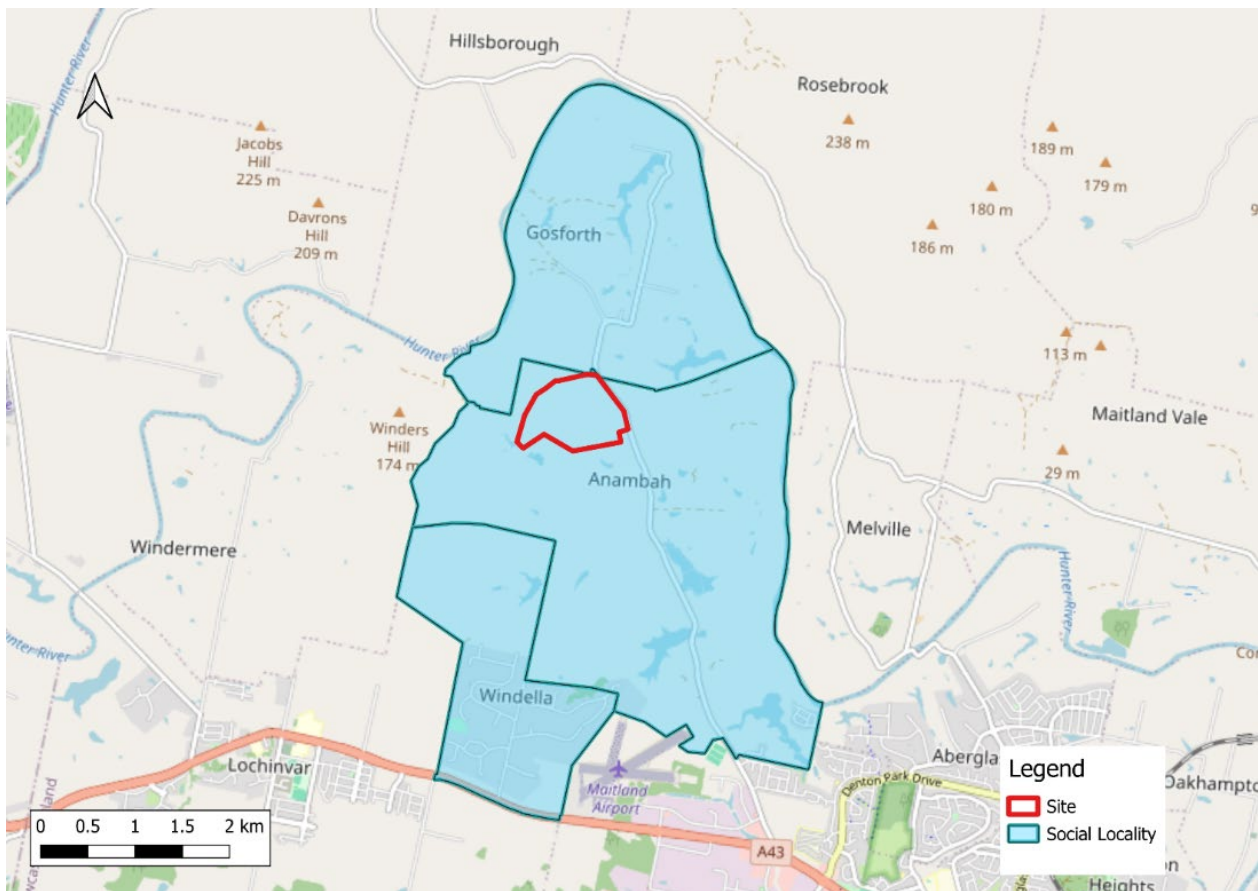 Hillsborough
Hunter River
Rosebrook
238 m
189 m
179 m
180 m
186 m
Jacobs
Hill
225 m
Davrons
Hill
209 m
Gosforth
Hunter River
113 m
Maitland Vale
29 m
Winders
Hill
174 m
Anambah
Melville
Windermere
Hunter River
Hunter River
Windella
Lochinvar
Maitland
Airport
Denton Park Drive
A43
Oakhampto
Heights
0 0.5 1 1.5 2 km
Legend
Site
Social Locality